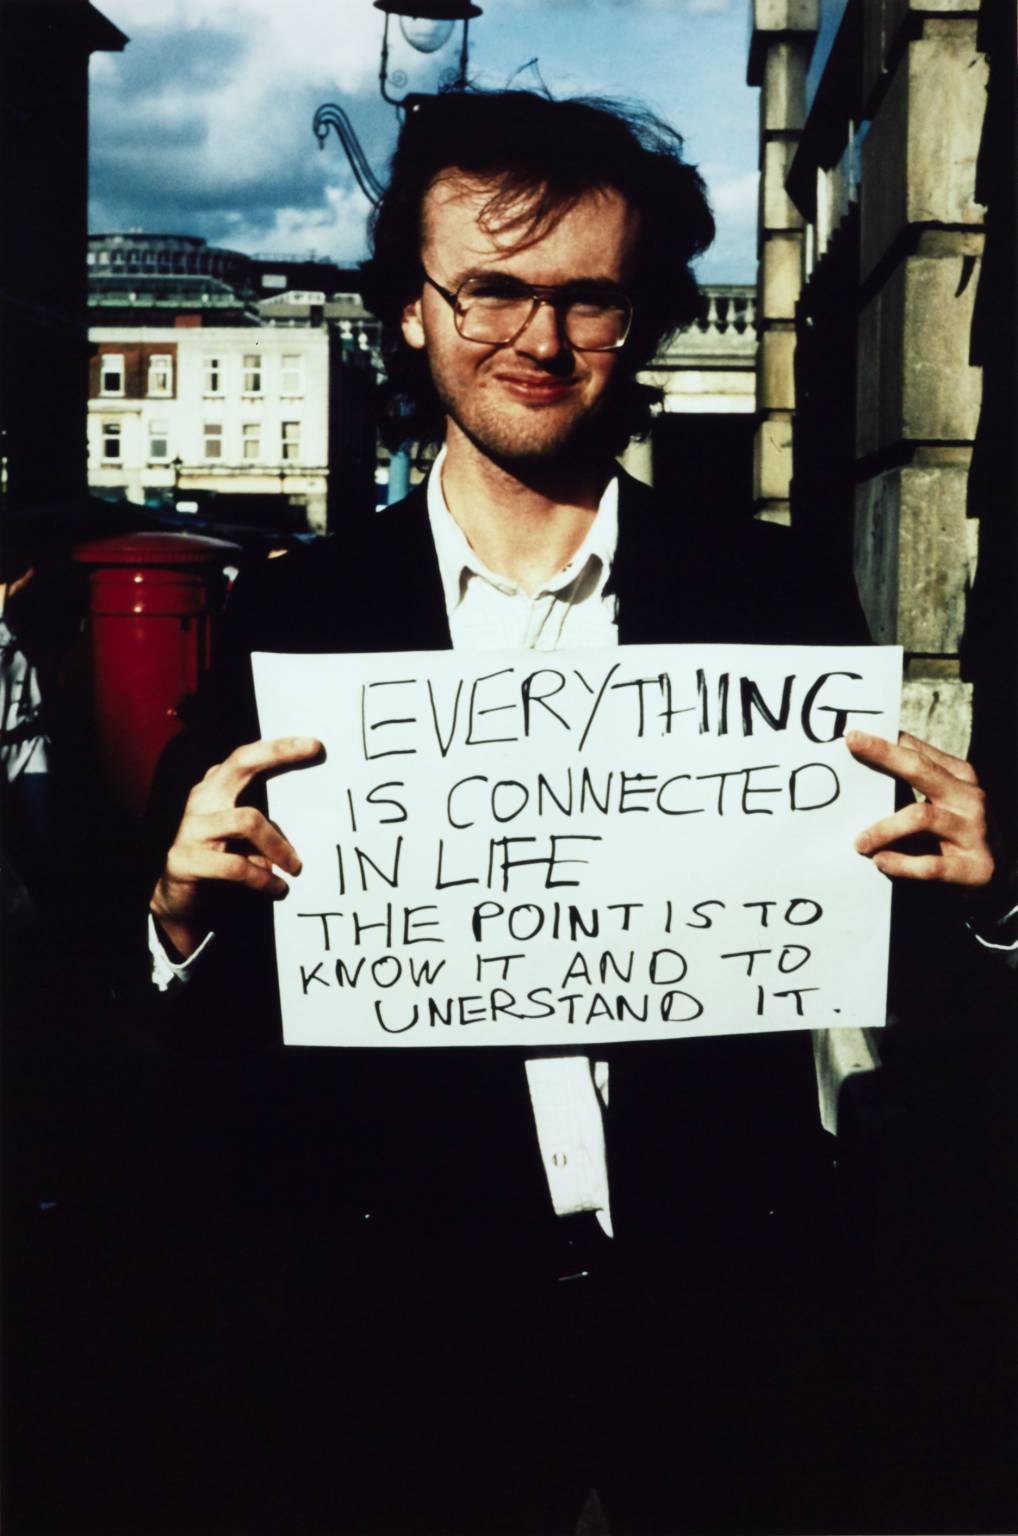 EVERYTHING
IS CONNECTED
IN LIFE
THE POINT IS TO
KNOW IT AND TO
UNERSTAND IT.